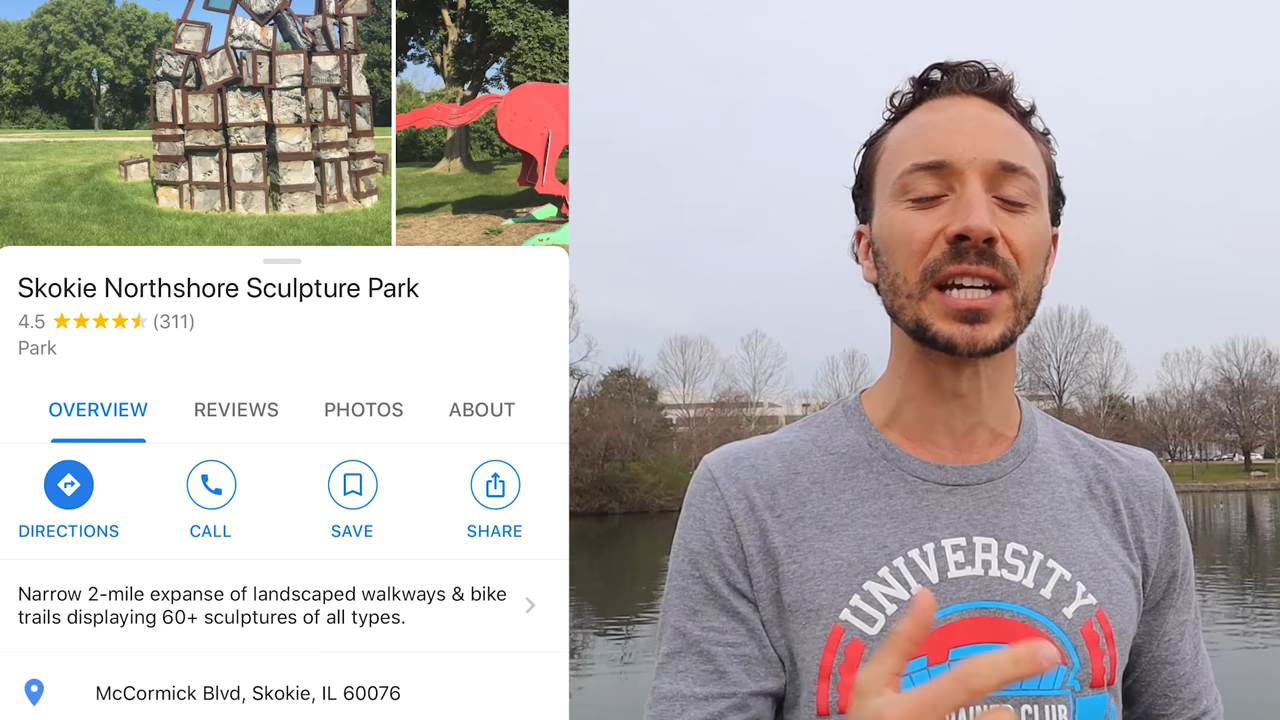 Skokie Northshore Sculpture Park
4.5 (311)
Park
OVERVIEW REVIEWS PHOTOS ABOUT
DIRECTIONS CALL SAVE SHARE
Narrow 2-mile expanse of landscaped walkways & bike
trails displaying 60+ sculptures of all types.
McCormick Blvd, Skokie, IL 60076
UNIVERSITY
CLUB